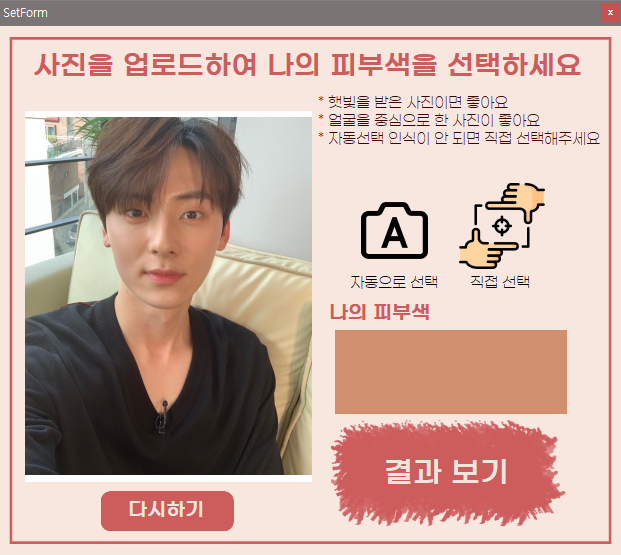 SetForm
x
사진을 업로드하여 나의 피부색을 선택하세요
* 햇빛을 받은 사진이면 좋아요
* 얼굴을 중심으로 한 사진이 좋아요
* 자동선택 인식이 안 되면 직접 선택해주세요
A
자동으로 선택
직접 선택
나의 피부색
결과 보기
다시하기